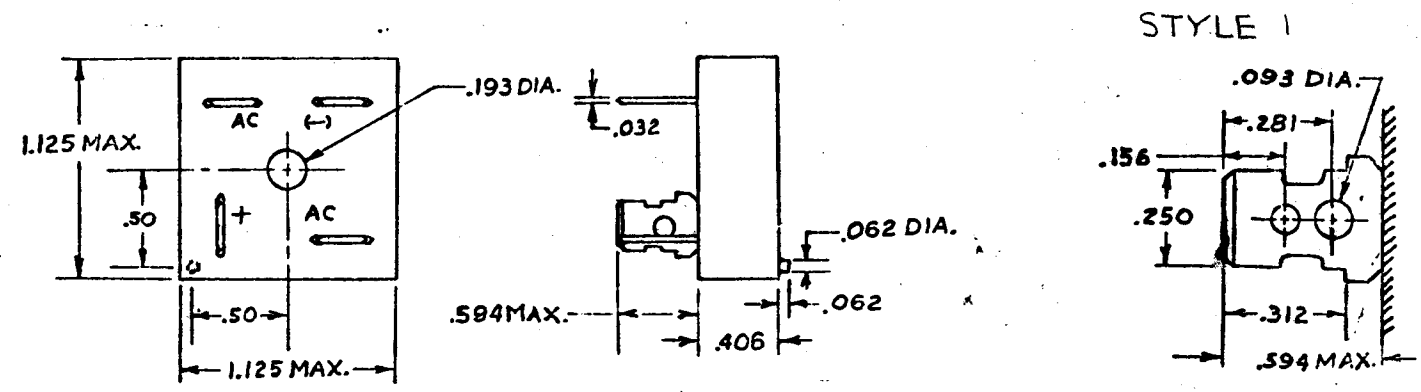 STYLE 1
.193 DIA.
AC (-)
1.125 MAX.
.50
+ AC
.50
1.125 MAX.
.032
.062 DIA.
.062
.594 MAX.
.406
.093 DIA.
.281
.156
.250
.312
.594 MAX.